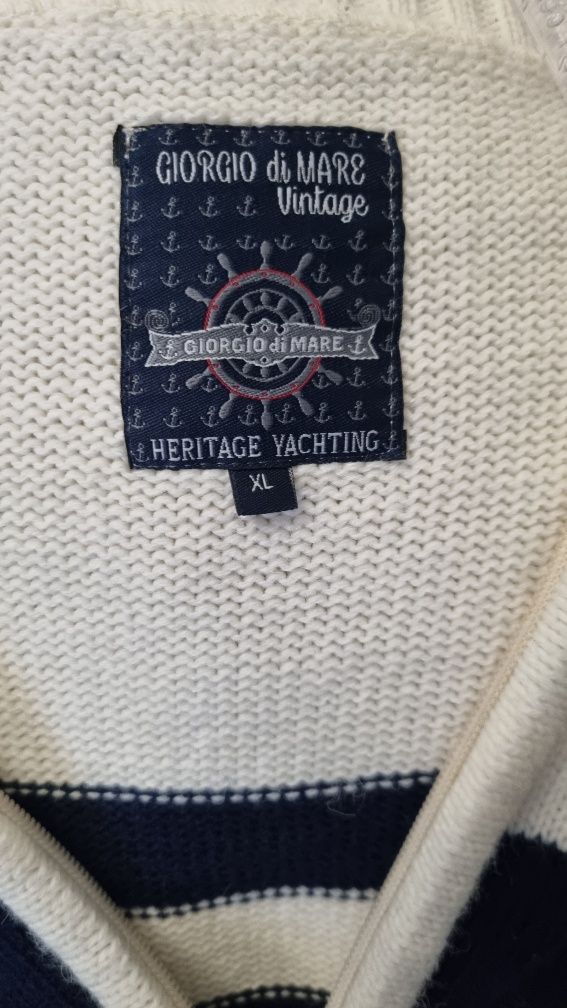 GIORGIO di MARE
Vintage
GIORGIO di MARE
HERITAGE YACHTING
XL